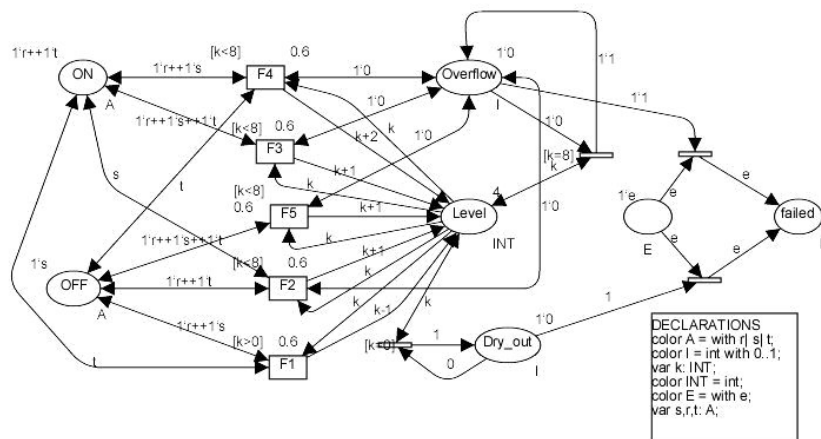 [k<8]
0.6
1`r++1`t
ON
A
1`r++1`s
F4
1`0
Overflow
1`0
I
1`1
1`1
1`r++1`s++1`t
[k<8]
0.6
F3
1`0
k
k+2
1`0
1`0
[k=8]
k
s
t
k+1
k
4
[k<8]
0.6
F5
k+1
Level
INT
1`0
1`e
E
e
e
e
e
failed
1`r++1`s++1`t
k
1`s
OFF
A
[k<8]
0.6
1`r++1`t
F2
k+1
k
k
k-1
k
1`r++1`s
[k>0]
0.6
F1
t
[k=0]
1
0
Dry_out
1`0
I
1
DECLARATIONS
color A = with r| s| t;
color I = int with 0..1;
var k: INT;
color INT = int;
color E = with e;
var s,r,t: A;